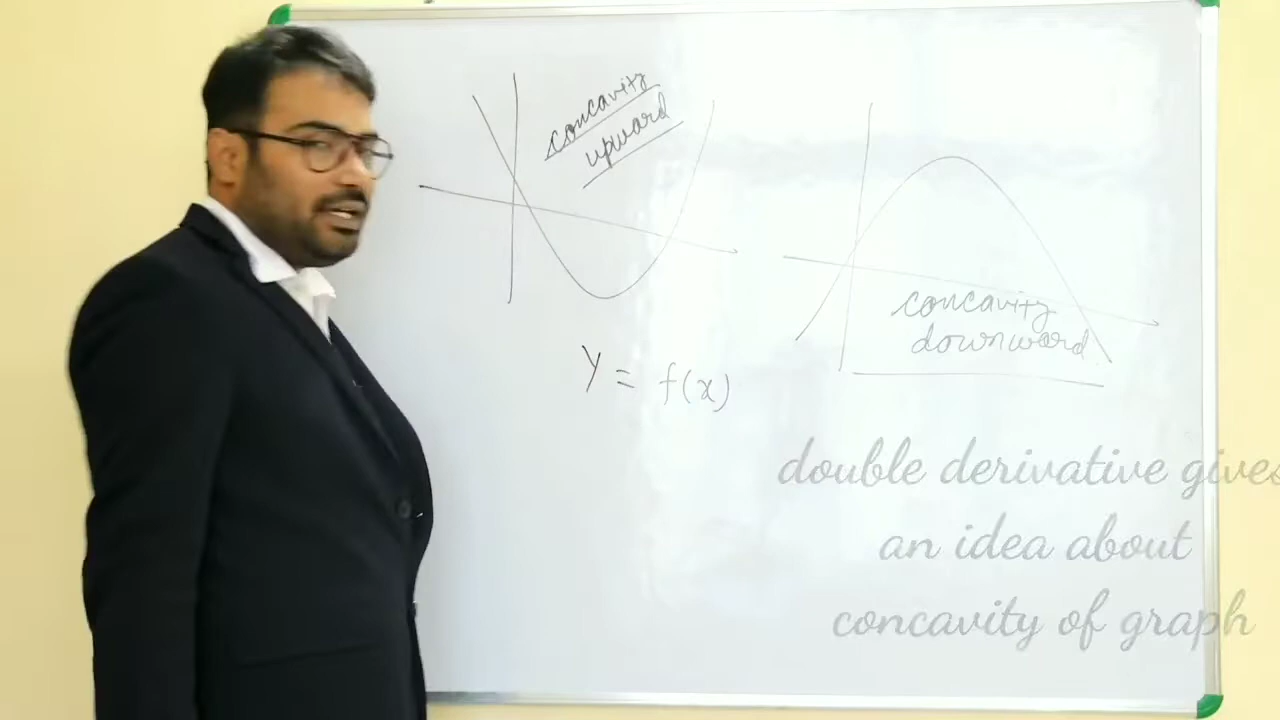 concavity
upward
concavity
downward
y = f(x)
double derivative gives
an idea about
concavity of graph